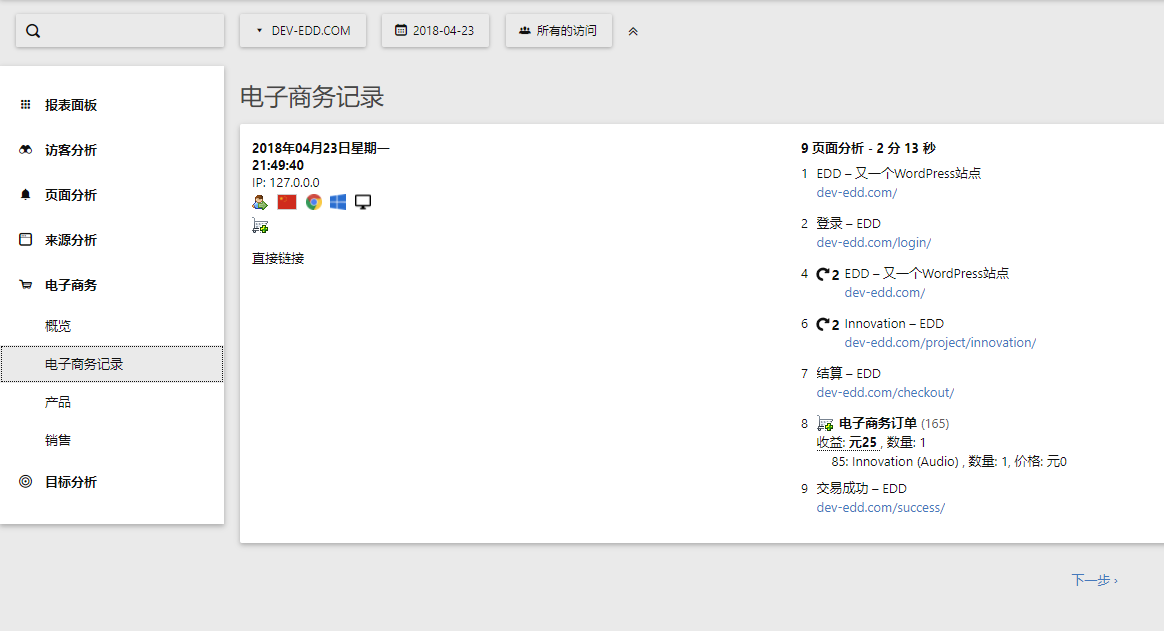 DEV-EDD.COM
2018-04-23
所有的访问
报表面板
访客分析
页面分析
来源分析
电子商务
概览
电子商务记录
产品
销售
目标分析
电子商务记录
2018年04月23日星期一
21:49:40
IP: 127.0.0.0
直接链接
9 页面分析 - 2 分 13 秒
1 EDD – 又一个WordPress站点
dev-edd.com/
2 登录 – EDD
dev-edd.com/login/
4 2 EDD – 又一个WordPress站点
dev-edd.com/
6 2 Innovation – EDD
dev-edd.com/project/innovation/
7 结算 – EDD
dev-edd.com/checkout/
8 电子商务订单 (165)
收益: 元25 , 数量: 1
85: Innovation (Audio) , 数量: 1, 价格: 元0
9 交易成功 – EDD
dev-edd.com/success/
下一步 ›